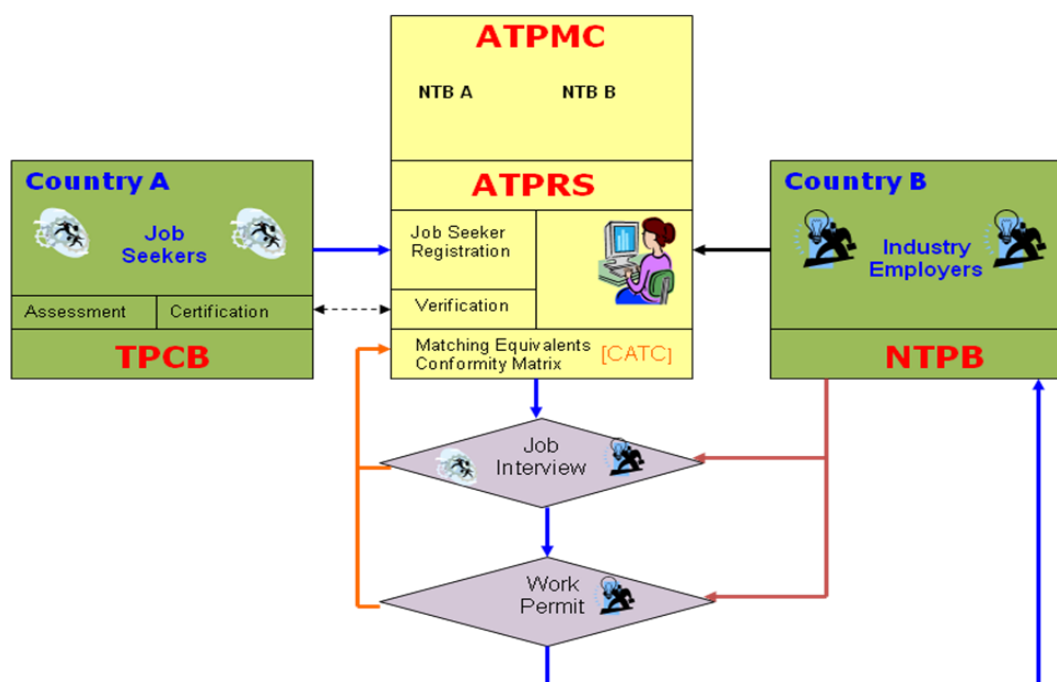 ATPMC
NTB A
NTB B
Country A
Job
Seekers
Assessment
Certification
TPCB
ATPRS
Job Seeker
Registration
Verification
Matching Equivalents
Conformity Matrix
[CATC]
Country B
Industry
Employers
NTPB
Job
Interview
Work
Permit